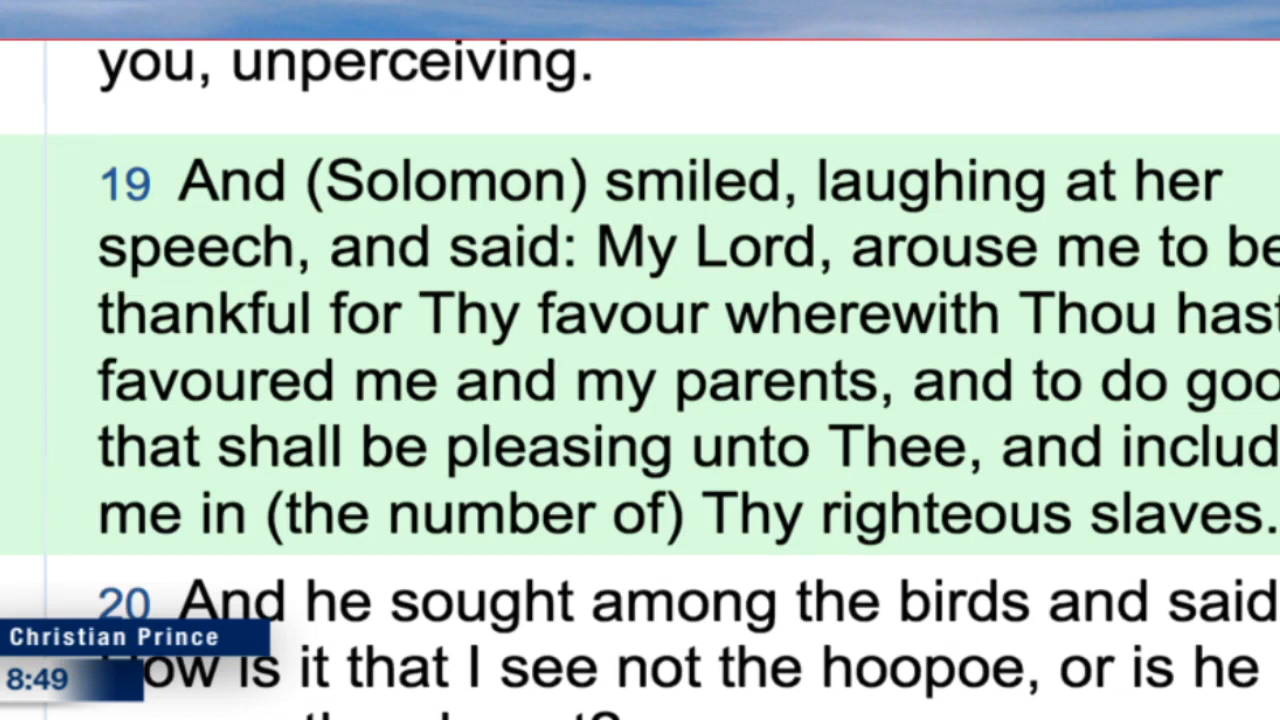 you, unperceiving.
19 And (Solomon) smiled, laughing at her
speech, and said: My Lord, arouse me to be
thankful for Thy favour wherewith Thou hast
favoured me and my parents, and to do goo
that shall be pleasing unto Thee, and includ
me in (the number of) Thy righteous slaves.
20 And he sought among the birds and said
How is it that I see not the hoopoe, or is he
Christian Prince
8:49